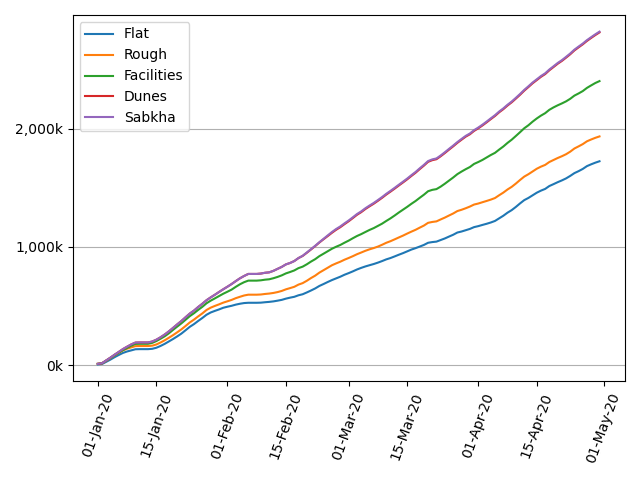 Flat
Rough
Facilities
Dunes
Sabkha
2,000k
1,000k
0k
01-Jan-20
15-Jan-20
01-Feb-20
15-Feb-20
01-Mar-20
15-Mar-20
01-Apr-20
15-Apr-20
01-May-20